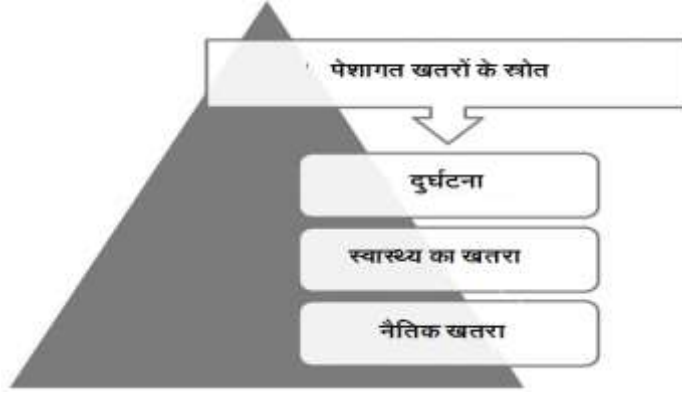 पेशागत खतरों के स्त्रोत
दुर्घटना
स्वास्थ्य का खतरा
नैतिक खतरा